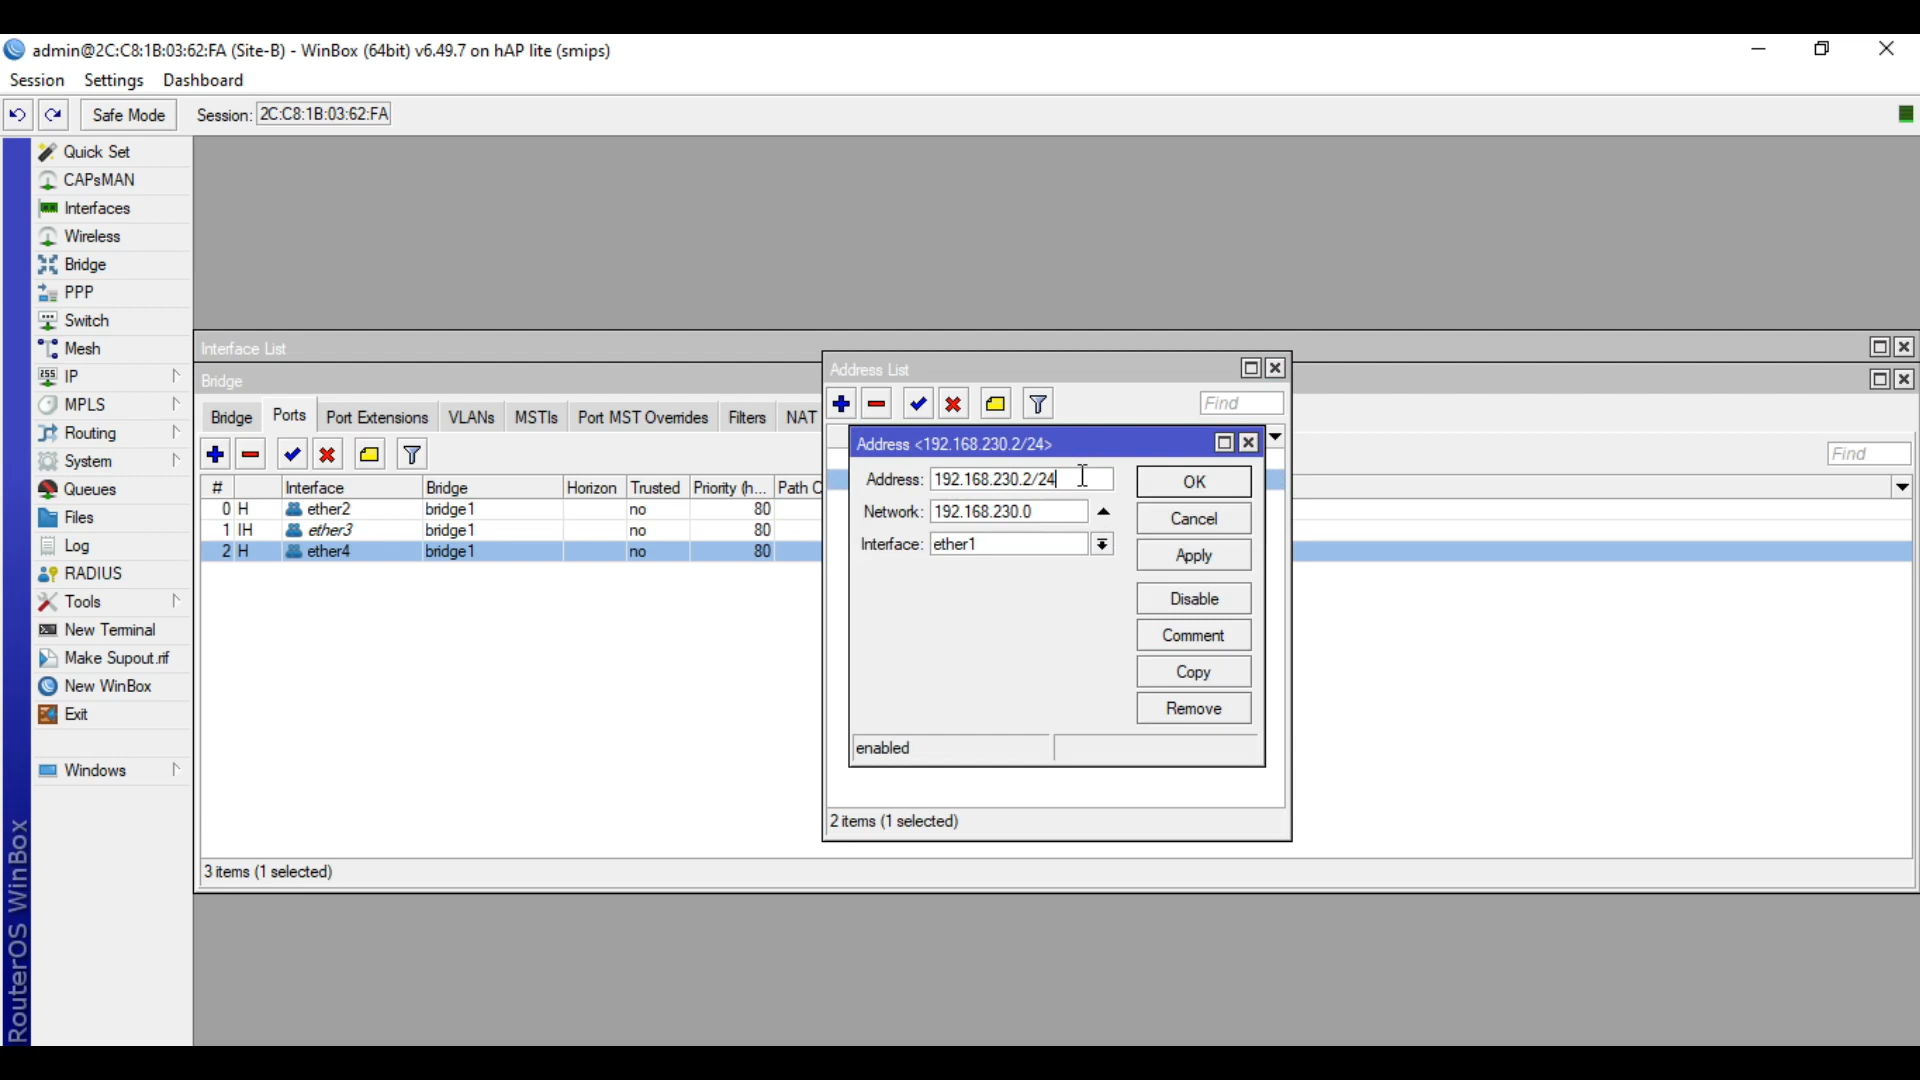 admin@2C:C8:1B:03:62:FA (Site-B) - WinBox (64bit) v6.49.7 on hAP lite (smips)
Session Settings Dashboard
Safe Mode Session: 2C:C8:1B:03:62:FA
Quick Set
CAPsMAN
Interfaces
Wireless
Bridge
PPP
Switch
Mesh
IP
MPLS
Routing
System
Queues
Files
Log
RADIUS
Tools
New Terminal
Make Supout.rif
New WinBox
Exit
Windows
RouterOS WinBox
Interface List
Bridge
Bridge Ports Port Extensions VLANs MSTIs Port MST Overrides Filters NAT
Find
# Interface Bridge Horizon Trusted Priority (h... Path C
0 H ether2 bridge1 no 80
1 IH ether3 bridge1 no 80
2 H ether4 bridge1 no 80
3 items (1 selected)
Address List
Find
Address <192.168.230.2/24>
Address: 192.168.230.2/24
Network: 192.168.230.0
Interface: ether1
OK
Cancel
Apply
Disable
Comment
Copy
Remove
enabled
2 items (1 selected)